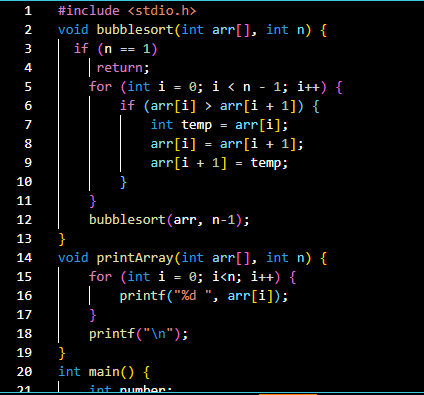 1 #include <stdio.h>
2 void bubblesort(int arr[], int n) {
3 if (n == 1)
4 return;
5 for (int i = 0; i < n - 1; i++) {
6 if (arr[i] > arr[i + 1]) {
7 int temp = arr[i];
8 arr[i] = arr[i + 1];
9 arr[i + 1] = temp;
10 }
11 }
12 bubblesort(arr, n-1);
13 }
14 void printArray(int arr[], int n) {
15 for (int i = 0; i<n; i++) {
16 printf("%d ", arr[i]);
17 }
18 printf("\n");
19 }
20 int main() {
21 int number;